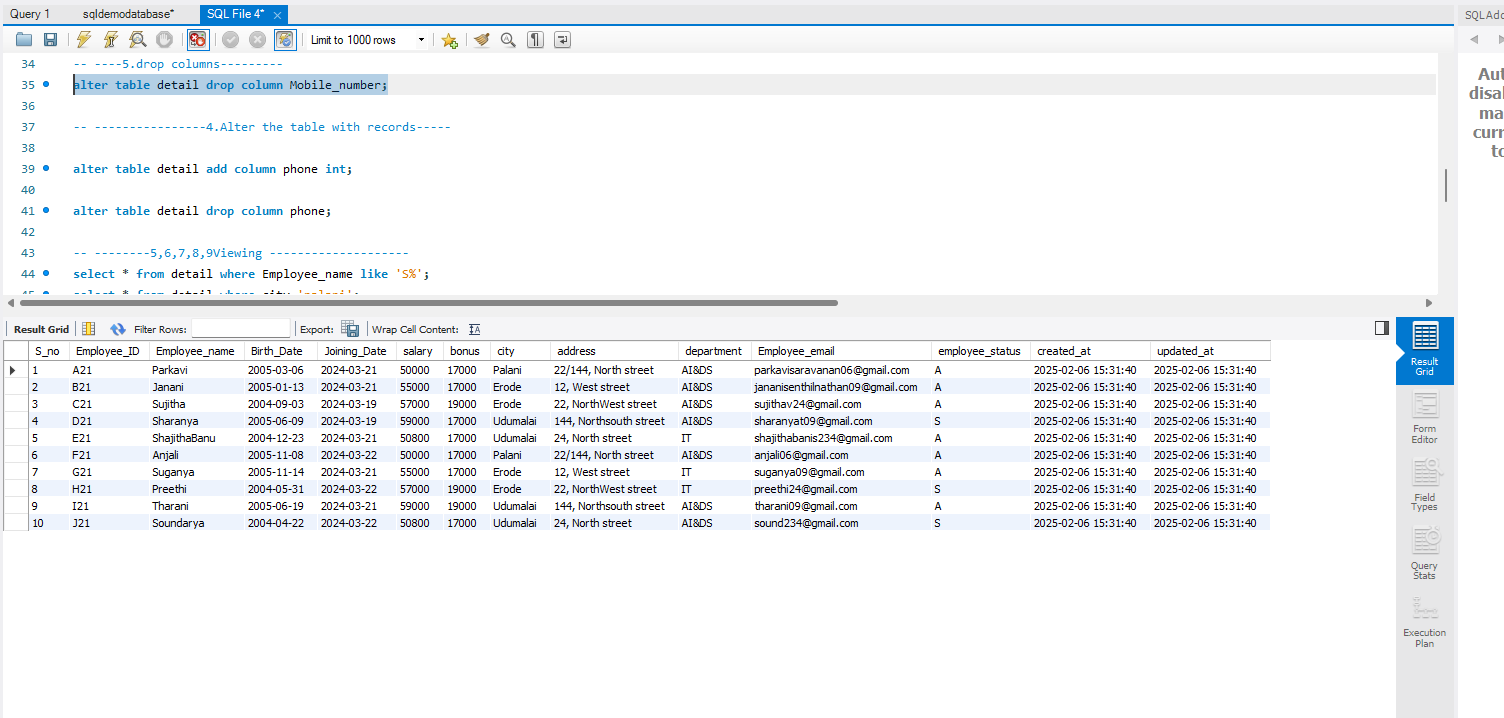 Query 1 sqldemodatabase* SQL File 4* SQLAdd
Limit to 1000 rows
34 -- ----5.drop columns---------
35 alter table detail drop column Mobile_number;
36
37 -- ----------------4.Alter the table with records-----
38
39 alter table detail add column phone int;
40
41 alter table detail drop column phone;
42
43 -- --------5,6,7,8,9Viewing --------------------
44 select * from detail where Employee_name like 'S%';
Aut
disal
ma
curr
to
Result Grid Filter Rows: Export: Wrap Cell Content:
S_no Employee_ID Employee_name Birth_Date Joining_Date salary bonus city address department Employee_email employee_status created_at updated_at
1 A21 Parkavi 2005-03-06 2024-03-21 50000 17000 Palani 22/144, North street AI&DS parkavisaravanan06@gmail.com A 2025-02-06 15:31:40 2025-02-06 15:31:40
2 B21 Janani 2005-01-13 2024-03-21 55000 17000 Erode 12, West street AI&DS jananisenthilnathan09@gmail.com A 2025-02-06 15:31:40 2025-02-06 15:31:40
3 C21 Sujitha 2004-09-03 2024-03-19 57000 19000 Erode 22, NorthWest street AI&DS sujithav24@gmail.com A 2025-02-06 15:31:40 2025-02-06 15:31:40
4 D21 Sharanya 2005-06-09 2024-03-19 59000 17000 Udumalai 144, Northsouth street AI&DS sharanyat09@gmail.com S 2025-02-06 15:31:40 2025-02-06 15:31:40
5 E21 ShajithaBanu 2004-12-23 2024-03-21 50800 17000 Udumalai 24, North street IT shajithabanis234@gmail.com A 2025-02-06 15:31:40 2025-02-06 15:31:40
6 F21 Anjali 2005-11-08 2024-03-22 50000 17000 Palani 22/144, North street AI&DS anjali06@gmail.com A 2025-02-06 15:31:40 2025-02-06 15:31:40
7 G21 Suganya 2005-11-14 2024-03-21 55000 17000 Erode 12, West street IT suganya09@gmail.com A 2025-02-06 15:31:40 2025-02-06 15:31:40
8 H21 Preethi 2004-05-31 2024-03-22 57000 19000 Erode 22, NorthWest street IT preethi24@gmail.com S 2025-02-06 15:31:40 2025-02-06 15:31:40
9 I21 Tharani 2005-06-19 2024-03-21 59000 19000 Udumalai 144, Northsouth street AI&DS tharani09@gmail.com A 2025-02-06 15:31:40 2025-02-06 15:31:40
10 J21 Soundarya 2004-04-22 2024-03-22 50800 17000 Udumalai 24, North street AI&DS sound234@gmail.com S 2025-02-06 15:31:40 2025-02-06 15:31:40
Result
Grid
Form
Editor
Field
Types
Query
Stats
Execution
Plan